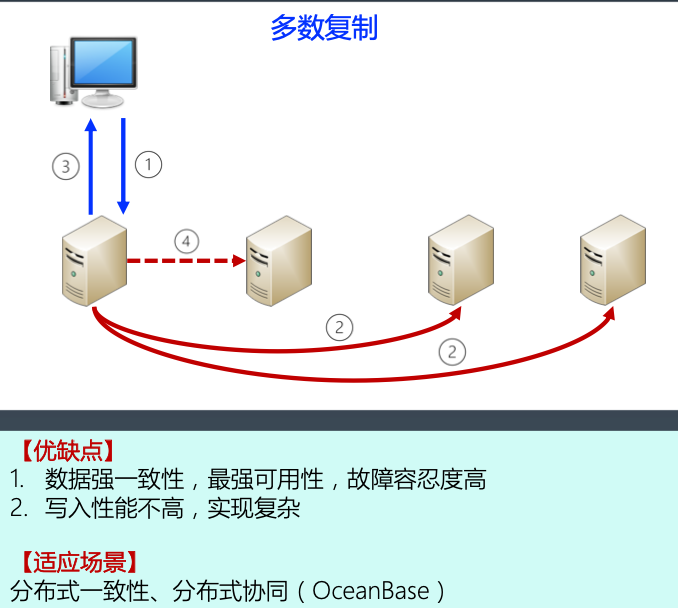 多数复制
③
①
④
②
②
【优缺点】
1. 数据强一致性，最强可用性，故障容忍度高
2. 写入性能不高，实现复杂
【适应场景】
分布式一致性、分布式协同（OceanBase）